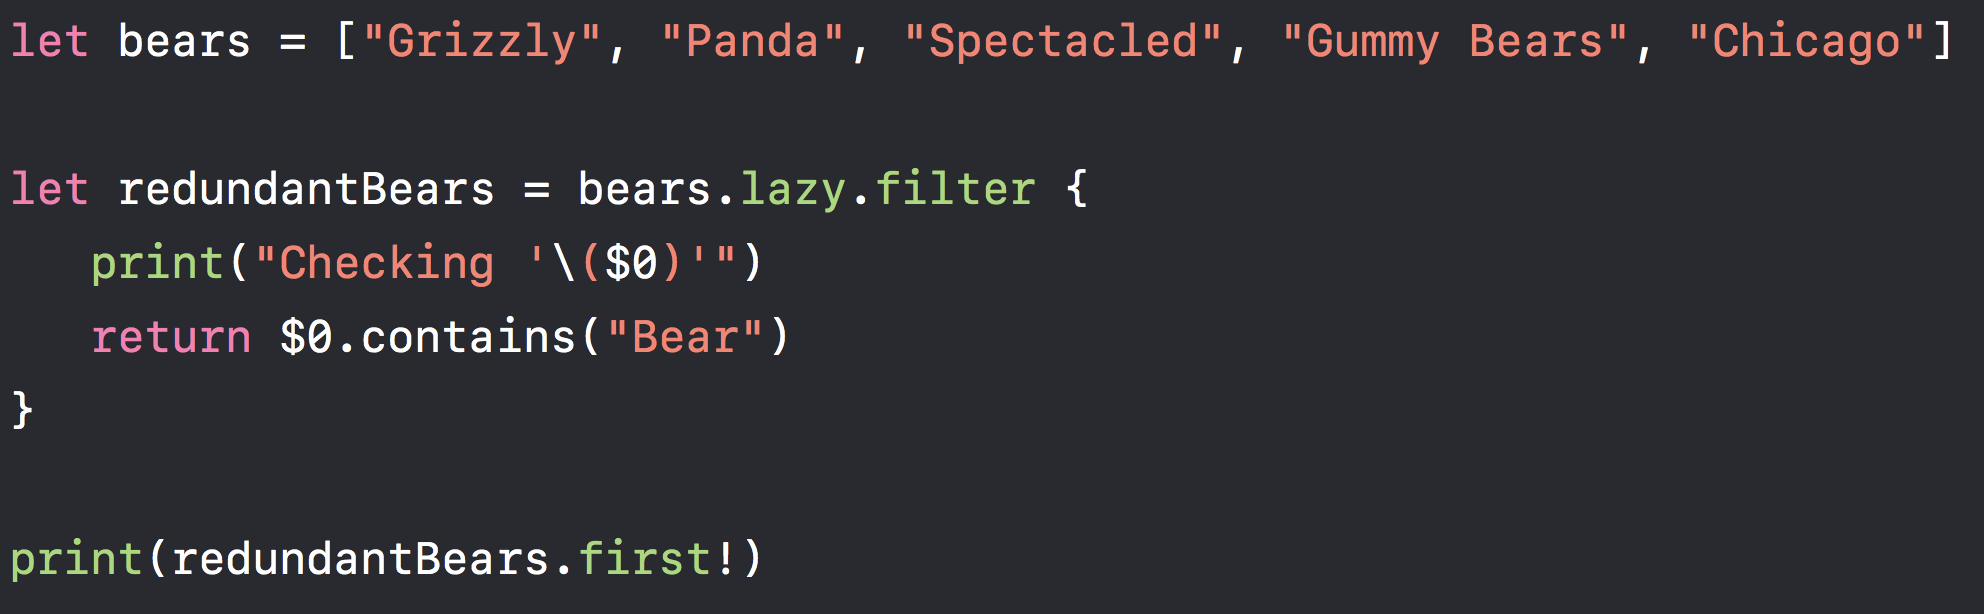 let bears = ["Grizzly", "Panda", "Spectacled", "Gummy Bears", "Chicago"]
let redundantBears = bears.lazy.filter {
   print("Checking '\($0)'")
   return $0.contains("Bear")
}
print(redundantBears.first!)